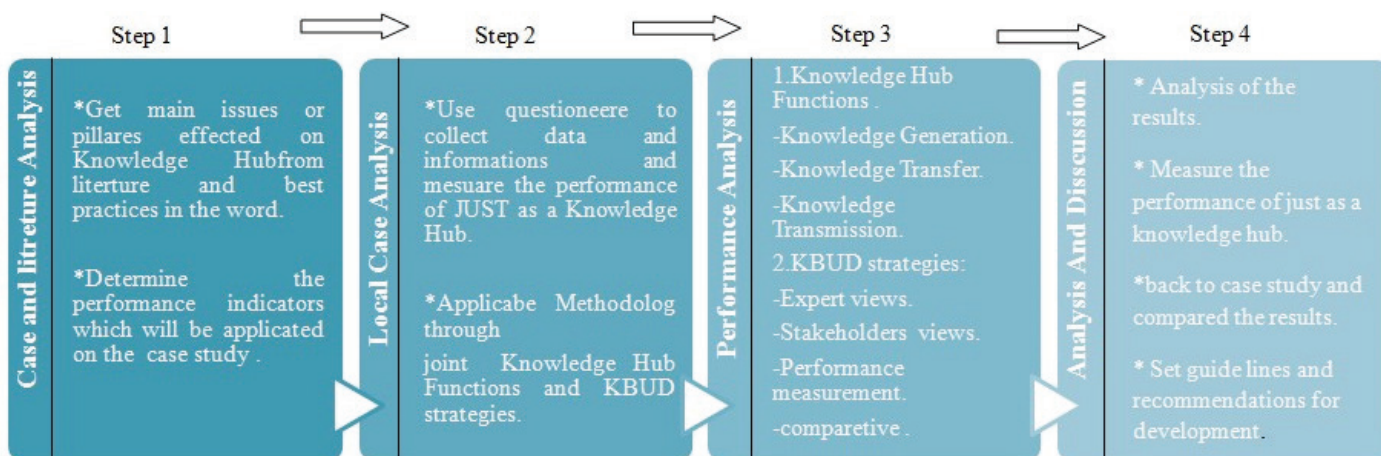 Step 1
Step 2
Step 3
Step 4
Case and litreture Analysis
*Get main issues or
pillares effected on
Knowledge Hubfrom
literture and best
practices in the word.
*Determine the
performance indicators
which will be applicated
on the case study .
Local Case Analysis
*Use questioneere to
collect data and
informations and
mesuare the performance
of JUST as a Knowledge
Hub.
*Applicabe Methodolog
through
joint Knowledge Hub
Functions and KBUD
strategies.
Performance Analysis
1.Knowledge Hub
Functions .
-Knowledge Generation.
-Knowledge Transfer.
-Knowledge
Transmission.
2.KBUD strategies:
-Expert views.
-Stakeholders views.
-Performance
measurement.
-comparetive .
Analysis And Disscussion
* Analysis of the
results.
* Measure the
performance of just as a
knowledge hub.
*back to case study and
compared the results.
* Set guide lines and
recommendations for
development.